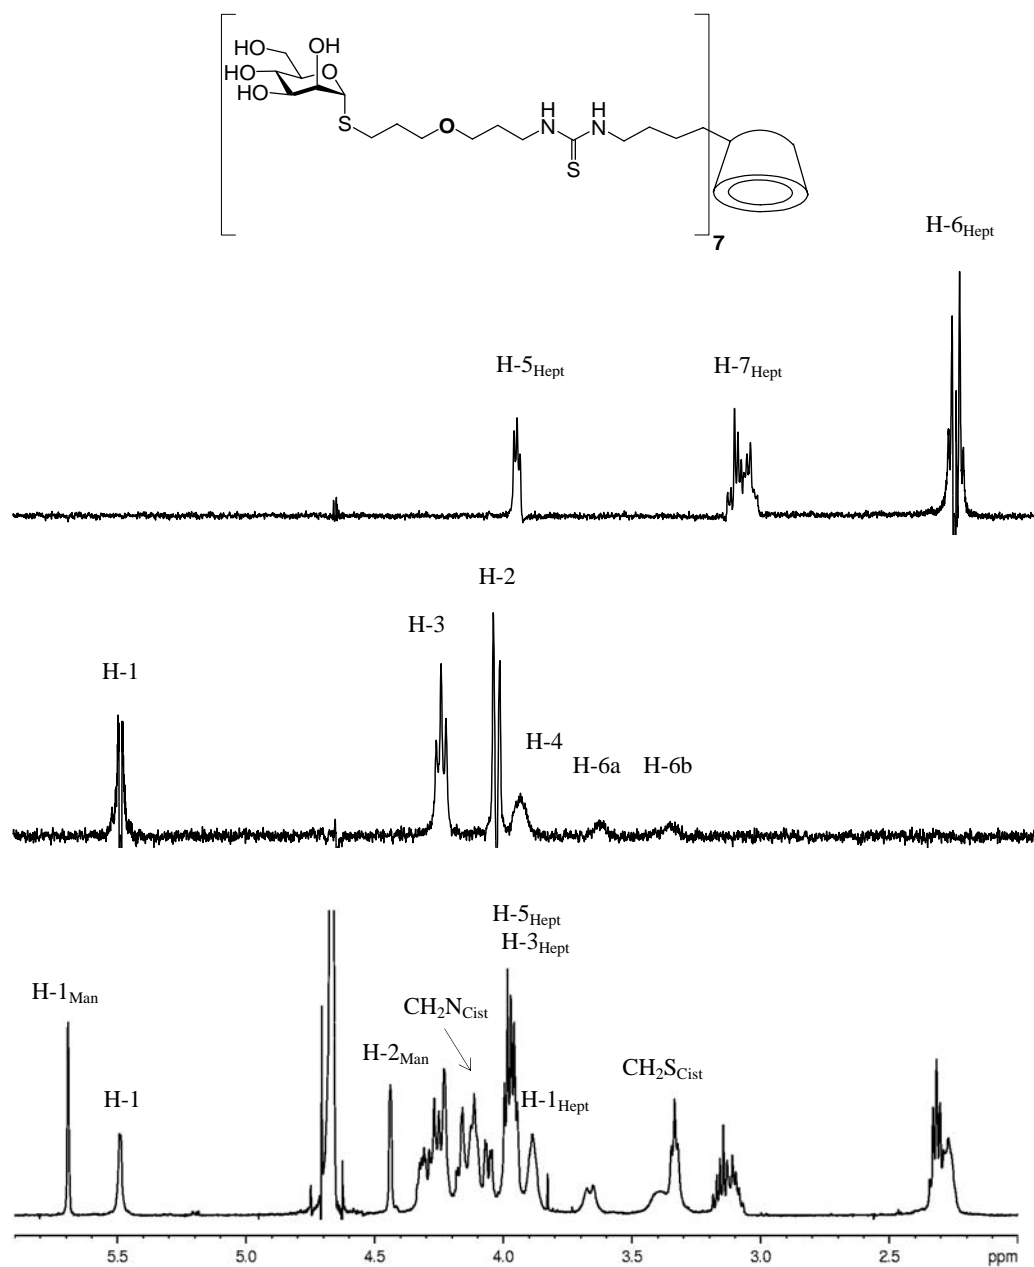 HO OH
HO O
HO
S O H N H N
S
7
H-6Hept
H-5Hept H-7Hept
H-2
H-3
H-1
H-4
H-6a H-6b
H-5Hept
H-3Hept
H-1Man
CH₂NCist
H-2Man
CH₂SCist
H-1 H-1Hept
5.5 5.0 4.5 4.0 3.5 3.0 2.5 ppm